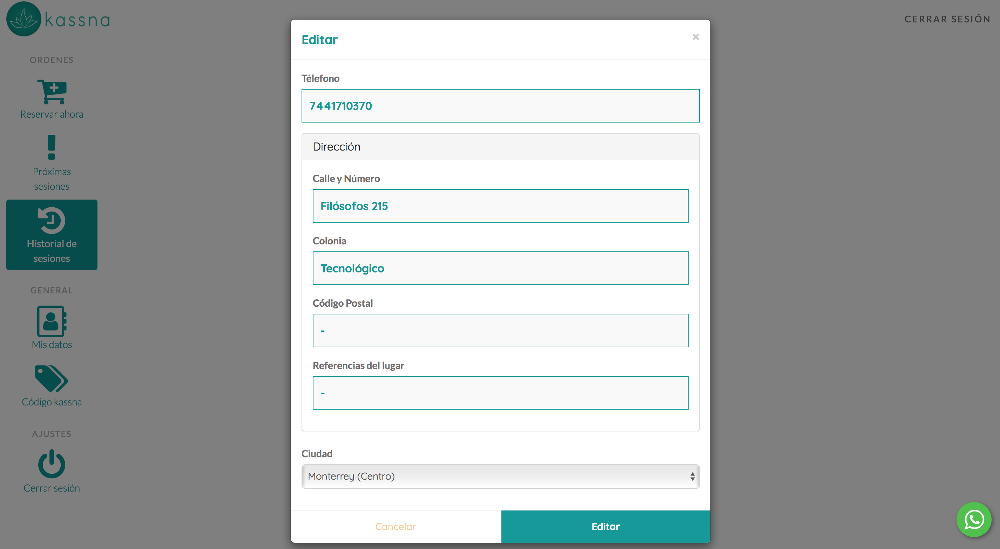 kassna
CERRAR SESIÓN
ORDENES
Reservar ahora
Próximas
sesiones
Historial de
sesiones
GENERAL
Mis datos
Código kassna
AJUSTES
Cerrar sesión
Editar
×
Télefono
7441710370
Dirección
Calle y Número
Filósofos 215
Colonia
Tecnológico
Código Postal
-
Referencias del lugar
-
Ciudad
Monterrey (Centro)
Cancelar
Editar